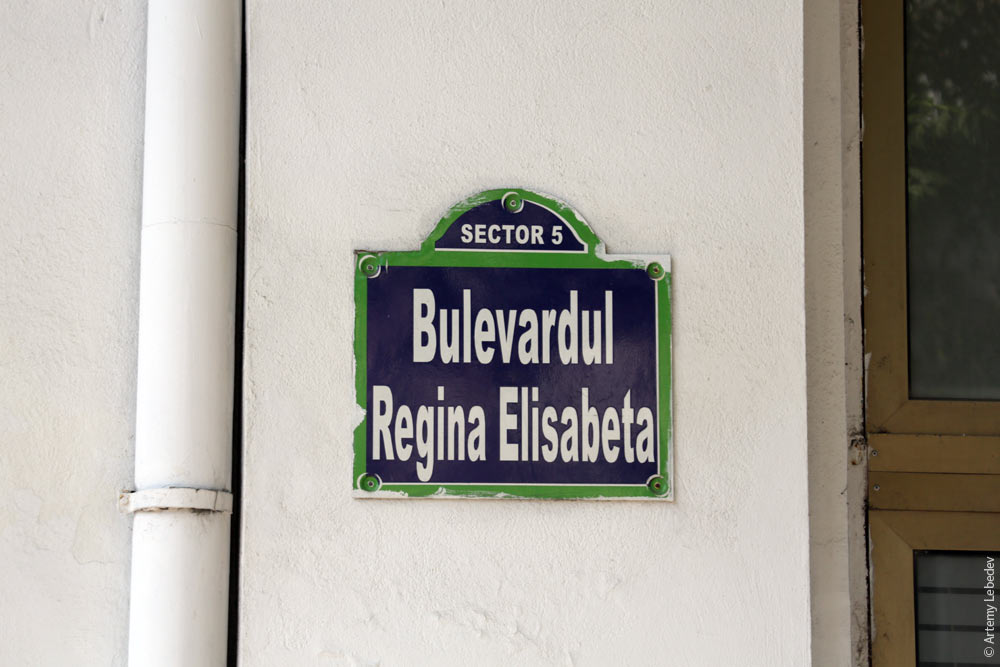 SECTOR 5
Bulevardul
Regina Elisabeta
© Artemy Lebedev